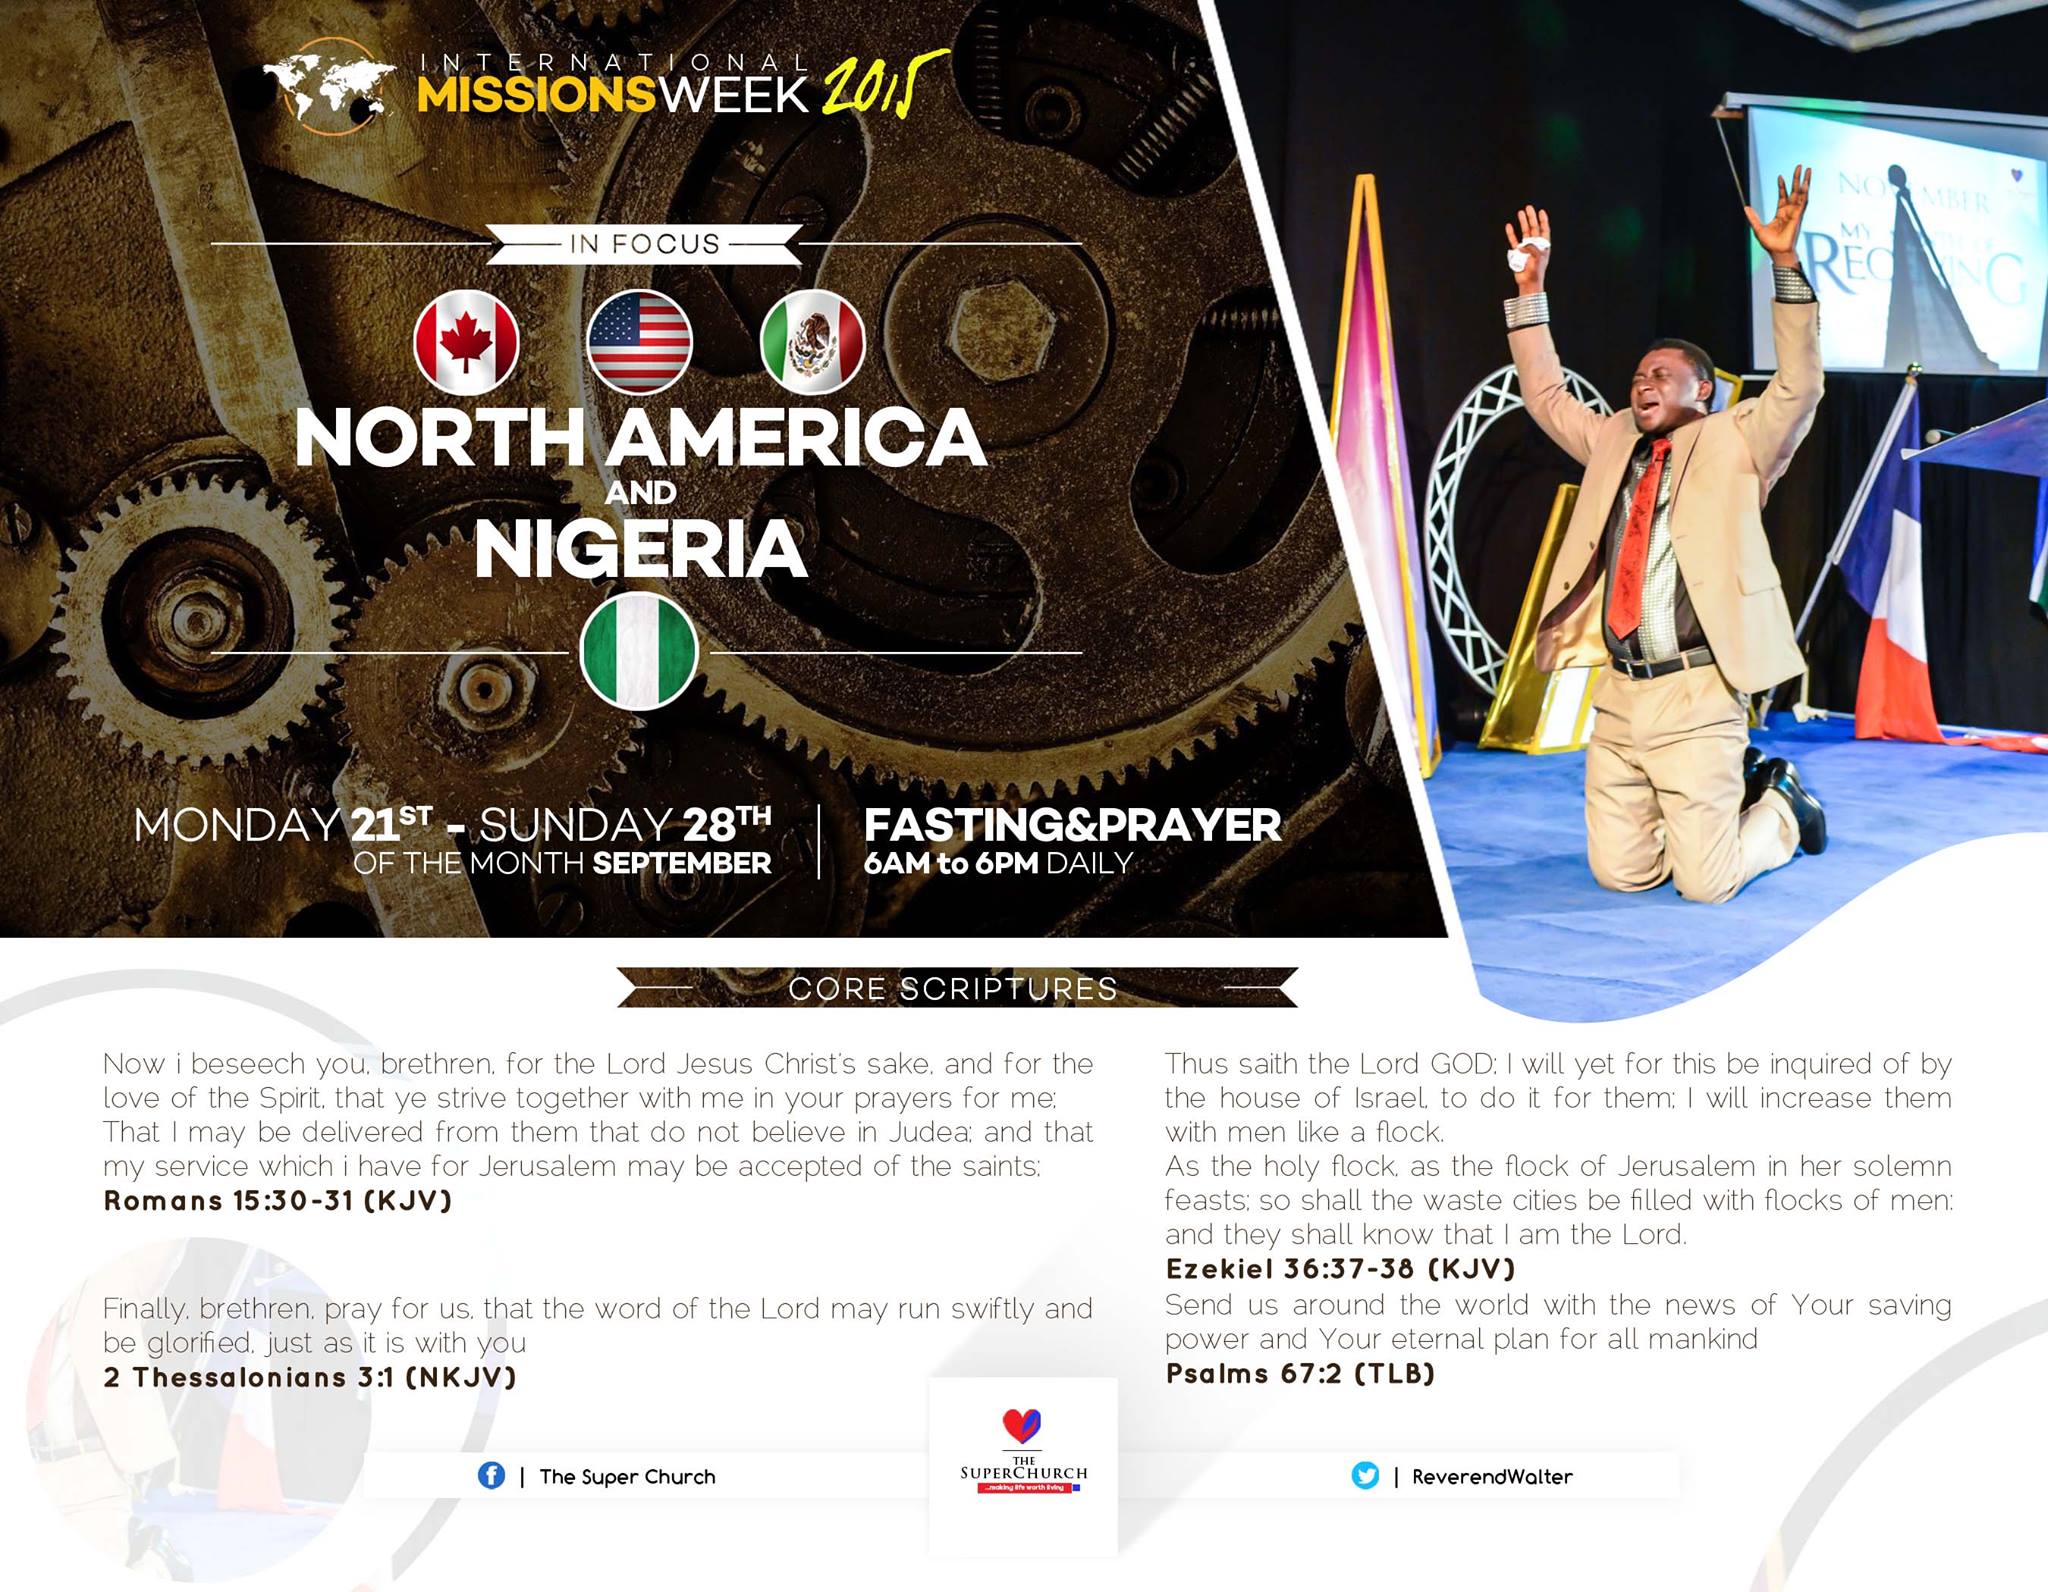 INTERNATIONAL
MISSIONSWEEK 2015
IN FOCUS
NORTH AMERICA
AND
NIGERIA
MONDAY 21ST - SUNDAY 28TH
OF THE MONTH SEPTEMBER
FASTING&PRAYER
6AM to 6PM DAILY
NOVEMBER
MY OF
RECEIVING
CORE SCRIPTURES
Now i beseech you, brethren, for the Lord Jesus Christ's sake, and for the
love of the Spirit, that ye strive together with me in your prayers for me;
That I may be delivered from them that do not believe in Judea; and that
my service which i have for Jerusalem may be accepted of the saints;
Romans 15:30-31 (KJV)
Finally, brethren, pray for us, that the word of the Lord may run swiftly and
be glorified, just as it is with you
2 Thessalonians 3:1 (NKJV)
Thus saith the Lord GOD; I will yet for this be inquired of by
the house of Israel, to do it for them; I will increase them
with men like a flock.
As the holy flock, as the flock of Jerusalem in her solemn
feasts; so shall the waste cities be filled with flocks of men:
and they shall know that I am the Lord.
Ezekiel 36:37-38 (KJV)
Send us around the world with the news of Your saving
power and Your eternal plan for all mankind
Psalms 67:2 (TLB)
| The Super Church
THE
SUPERCHURCH
...making life worth living
| ReverendWalter